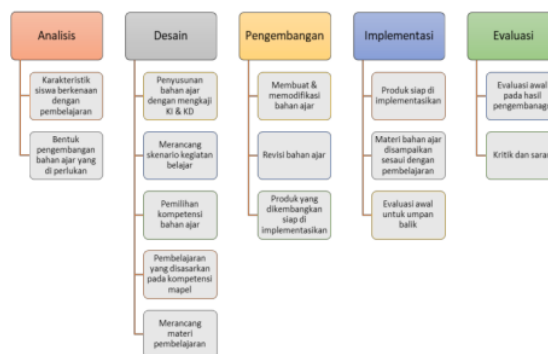 Analisis
Karakteristik
siswa berkenaan
dengan
pembelajaran
Bentuk
pengembangan
bahan ajar yang
di perlukan
Desain
Penyusunan
bahan ajar
dengan mengkaji
KI & KD
Merancang
skenario kegiatan
belajar
Pemilihan
kompetensi
bahan ajar
Pembelajaran
yang disasarkan
pada kompetensi
mapel
Merancang
materi
pembelajaran
Pengembangan
Membuat &
memodifikasi
bahan ajar
Revisi bahan ajar
Produk yang
dikembangkan
siap di
implementasikan
Implementasi
Produk siap di
implementasikan
Materi bahan ajar
disampaikan
sesaui dengan
pembelajaran
Evaluasi awal
untuk umpan
balik
Evaluasi
Evaluasi awal
pada hasil
pengembanagn
Kritik dan saran